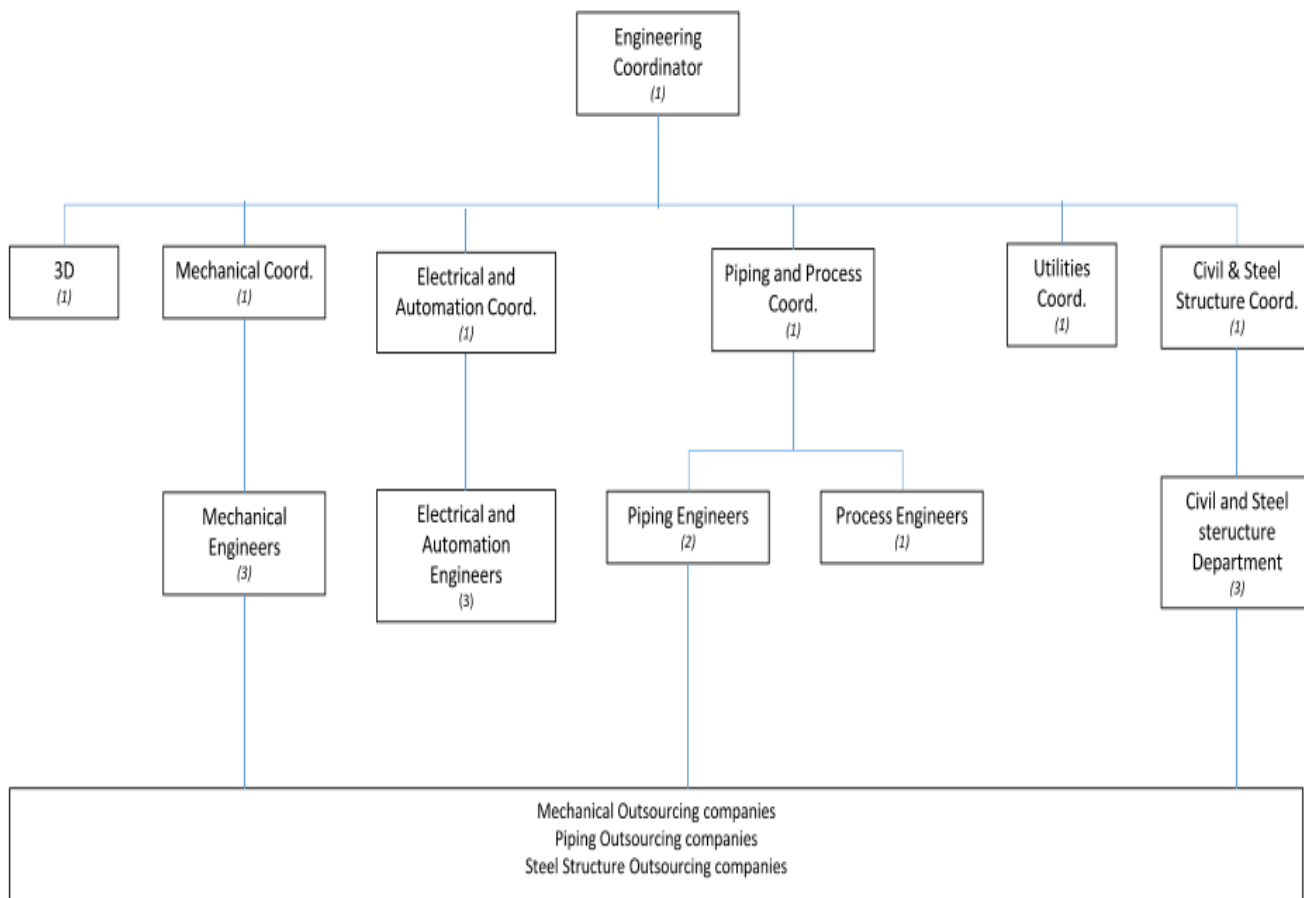 Engineering
Coordinator
(1)
3D
(1)
Mechanical Coord.
(1)
Electrical and
Automation Coord.
(1)
Piping and Process
Coord.
(1)
Utilities
Coord.
(1)
Civil & Steel
Structure Coord.
(1)
Mechanical
Engineers
(3)
Electrical and
Automation
Engineers
(3)
Piping Engineers
(2)
Process Engineers
(1)
Civil and Steel
steructure
Department
(3)
Mechanical Outsourcing companies
Piping Outsourcing companies
Steel Structure Outsourcing companies